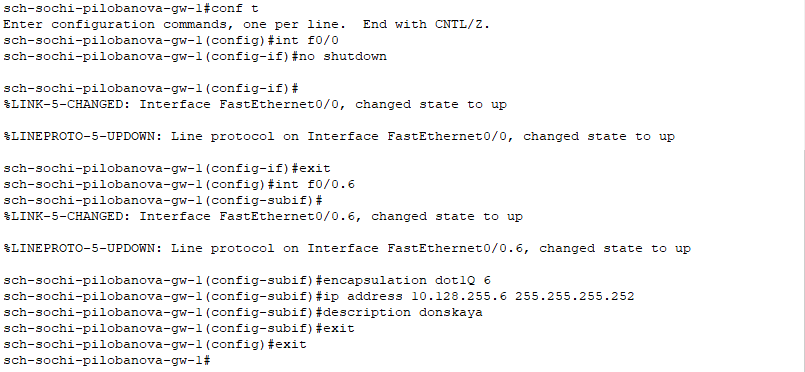 sch-sochi-pilobanova-gw-1#conf t
Enter configuration commands, one per line.  End with CNTL/Z.
sch-sochi-pilobanova-gw-1(config)#int f0/0
sch-sochi-pilobanova-gw-1(config-if)#no shutdown
sch-sochi-pilobanova-gw-1(config-if)#
%LINK-5-CHANGED: Interface FastEthernet0/0, changed state to up
%LINEPROTO-5-UPDOWN: Line protocol on Interface FastEthernet0/0, changed state to up
sch-sochi-pilobanova-gw-1(config-if)#exit
sch-sochi-pilobanova-gw-1(config)#int f0/0.6
sch-sochi-pilobanova-gw-1(config-subif)#
%LINK-5-CHANGED: Interface FastEthernet0/0.6, changed state to up
%LINEPROTO-5-UPDOWN: Line protocol on Interface FastEthernet0/0.6, changed state to up
sch-sochi-pilobanova-gw-1(config-subif)#encapsulation dot1Q 6
sch-sochi-pilobanova-gw-1(config-subif)#ip address 10.128.255.6 255.255.255.252
sch-sochi-pilobanova-gw-1(config-subif)#description donskaya
sch-sochi-pilobanova-gw-1(config-subif)#exit
sch-sochi-pilobanova-gw-1(config)#exit
sch-sochi-pilobanova-gw-1#